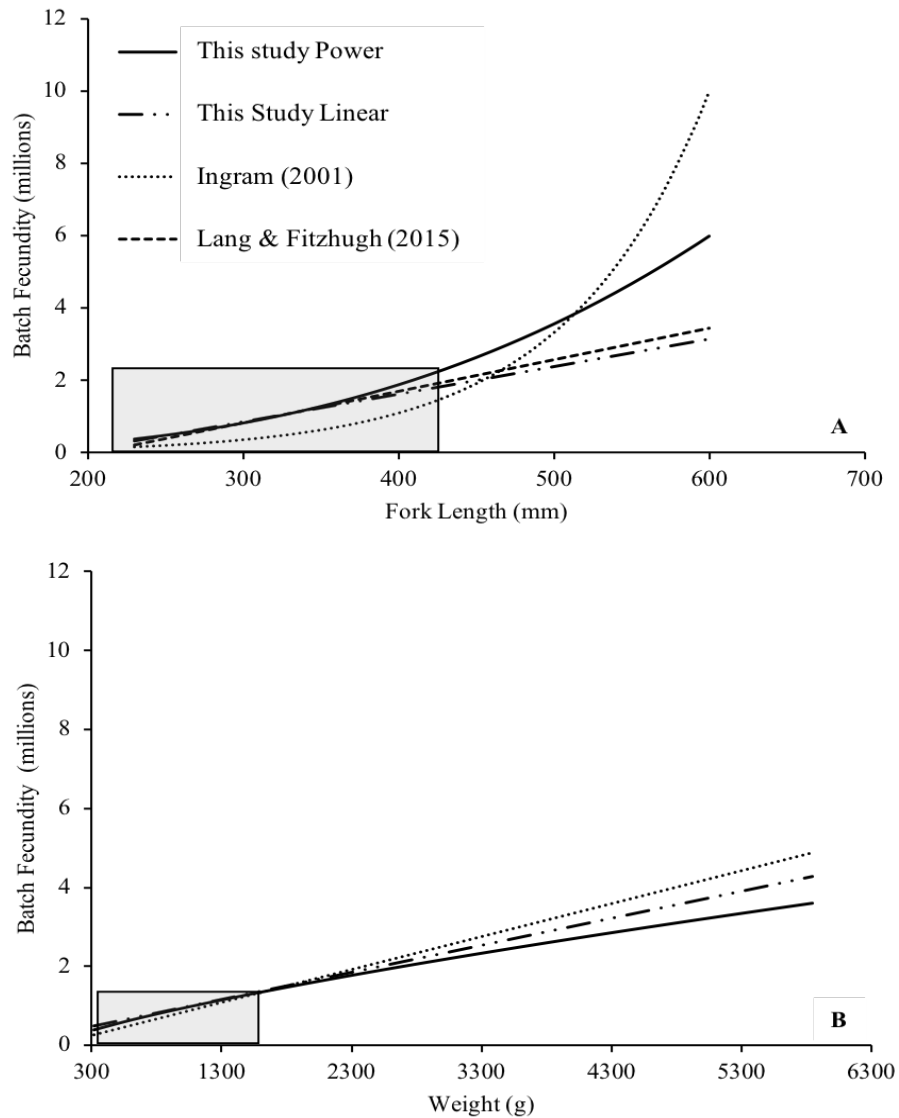 12
10
8
6
4
2
0
Batch Fecundity (millions)
This study Power
This Study Linear
Ingram (2001)
Lang & Fitzhugh (2015)
A
200 300 400 500 600 700
Fork Length (mm)
12
10
8
6
4
2
0
Batch Fecundity (millions)
B
300 1300 2300 3300 4300 5300 6300
Weight (g)